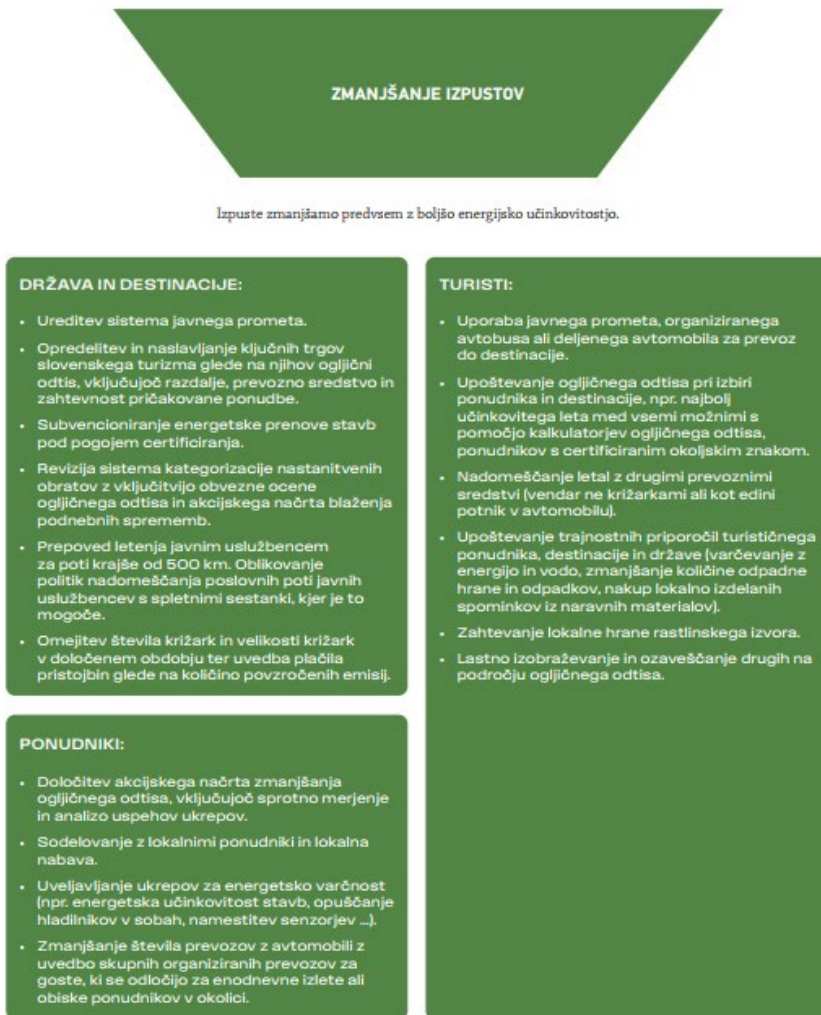 ZMANJŠANJE IZPUSTOV
Izpuste zmanjšamo predvsem z boljšo energijsko učinkovitostjo.
DRŽAVA IN DESTINACIJE:
• Ureditev sistema javnega prometa.
• Opredelitev in naslavljanje ključnih trgov
slovenskega turizma glede na njihov ogljični
odtis, vključujoč razdalje, prevozno sredstvo in
zahtevnost pričakovane ponudbe.
• Subvencioniranje energetske prenove stavb
pod pogojem certificiranja.
• Revizija sistema kategorizacije nastanitvenih
obratov z vključitvijo obvezne ocene
ogljičnega odtisa in akcijskega načrta blaženja
podnebnih sprememb.
• Prepoved letenja javnim uslužbencem
za poti krajše od 500 km. Oblikovanje
politik nadomeščanja poslovnih poti javnih
uslužbencev s spletnimi sestanki, kjer je to
mogoče.
• Omejitev števila križark in velikosti križark
v določenem obdobju ter uvedba plačila
pristojbin glede na količino povzročenih emisij.
PONUDNIKI:
• Določitev akcijskega načrta zmanjšanja
ogljičnega odtisa, vključujoč sprotno merjenje
in analizo uspehov ukrepov.
• Sodelovanje z lokalnimi ponudniki in lokalna
nabava.
• Uveljavljanje ukrepov za energetsko varčnost
(npr. energetska učinkovitost stavb, opuščanje
hladilnikov v sobah, namestitev senzorjev ...).
• Zmanjšanje števila prevozov z avtomobili z
uvedbo skupnih organiziranih prevozov za
goste, ki se odločijo za enodnevne izlete ali
obiske ponudnikov v okolici.
TURISTI:
• Uporaba javnega prometa, organiziranega
avtobusa ali deljenega avtomobila za prevoz
do destinacije.
• Upoštevanje ogljičnega odtisa pri izbiri
ponudnika in destinacije, npr. najbolj
učinkovitega leta med vsemi možnimi s
pomočjo kalkulatorjev ogljičnega odtisa,
ponudnikov s certificiranim okoljskim znakom.
• Nadomeščanje letal z drugimi prevoznimi
sredstvi (vendar ne križarkami ali kot edini
potnik v avtomobilu).
• Upoštevanje trajnostnih priporočil turističnega
ponudnika, destinacije in države (varčevanje z
energijo in vodo, zmanjšanje količine odpadne
hrane in odpadkov, nakup lokalno izdelanih
spominkov iz naravnih materialov).
• Zahtevanje lokalne hrane rastlinskega izvora.
• Lastno izobraževanje in ozaveščanje drugih na
področju ogljičnega odtisa.